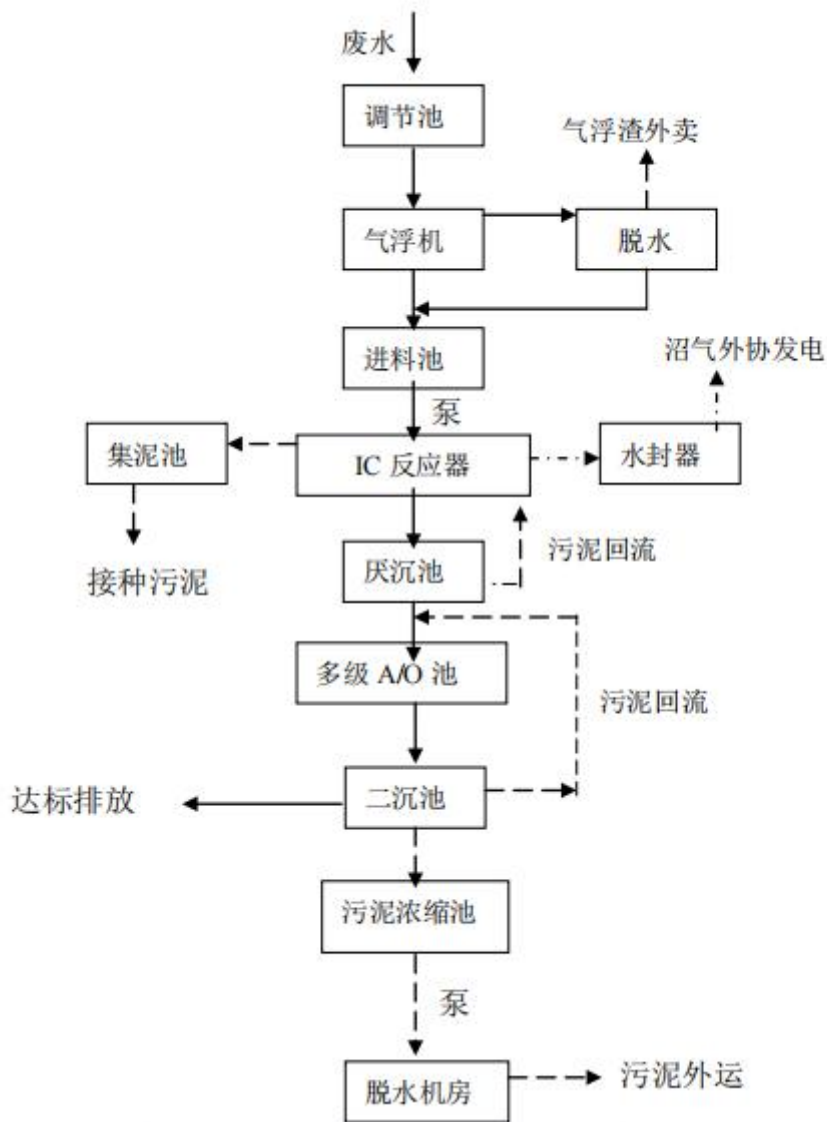 废水
调节池
气浮渣外卖
气浮机
脱水
进料池
沼气外协发电
泵
集泥池
IC 反应器
水封器
污泥回流
接种污泥
厌沉池
多级 A/O 池
污泥回流
达标排放
二沉池
污泥浓缩池
泵
脱水机房
污泥外运